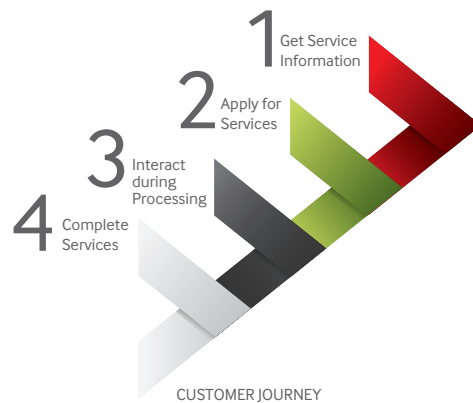 1 Get Service
Information
2 Apply for
Services
3 Interact
during
Processing
4 Complete
Services
CUSTOMER JOURNEY